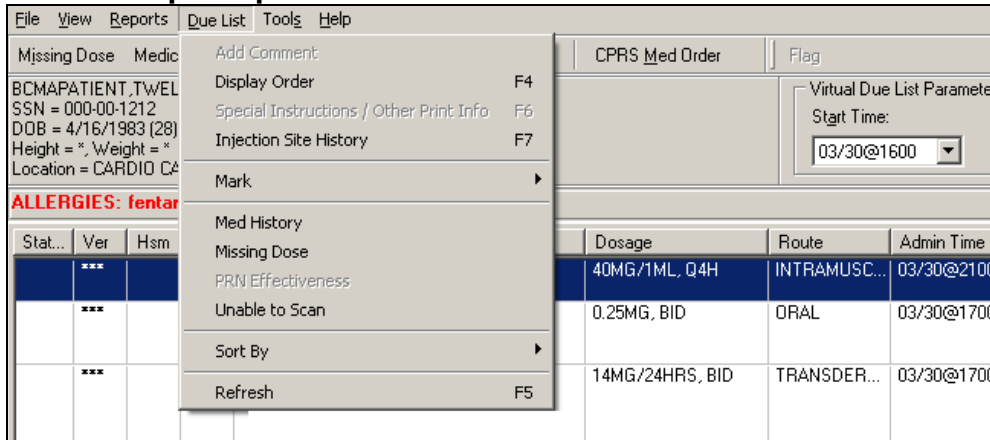 File View Reports Due List Tools Help
Missing Dose Medic CPRS Med Order Flag
Add Comment
Display Order F4
Special Instructions / Other Print Info F6
Injection Site History F7
Mark
Med History
Missing Dose
PRN Effectiveness
Unable to Scan
Sort By
Refresh F5
BCMAPATIENT,TWEL
SSN = 000-00-1212
DOB = 4/16/1983 (28)
Height = *, Weight = *
Location = CARDIO CA
Virtual Due List Paramete
Start Time:
03/30@1600
ALLERGIES: fentan
Stat... Ver Hsm Dosage Route Admin Time
*** 40MG/1ML, Q4H INTRAMUSC... 03/30@2100
*** 0.25MG, BID ORAL 03/30@1700
*** 14MG/24HRS, BID TRANSDER... 03/30@1700